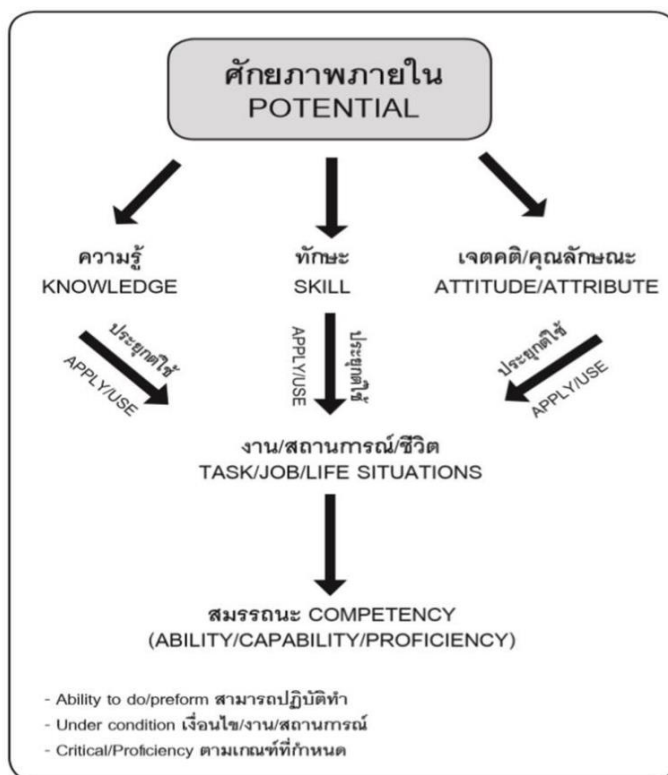 ศักยภาพภายใน
POTENTIAL
ความรู้
KNOWLEDGE
ทักษะ
SKILL
เจตคติ/คุณลักษณะ
ATTITUDE/ATTRIBUTE
ประยุกต์ใช้
APPLY/USE
ประยุกต์ใช้
APPLY/USE
ประยุกต์ใช้
APPLY/USE
งาน/สถานการณ์/ชีวิต
TASK/JOB/LIFE SITUATIONS
สมรรถนะ COMPETENCY
(ABILITY/CAPABILITY/PROFICIENCY)
- Ability to do/preform สามารถปฏิบัติทำ
- Under condition เงื่อนไข/งาน/สถานการณ์
- Critical/Proficiency ตามเกณฑ์ที่กำหนด